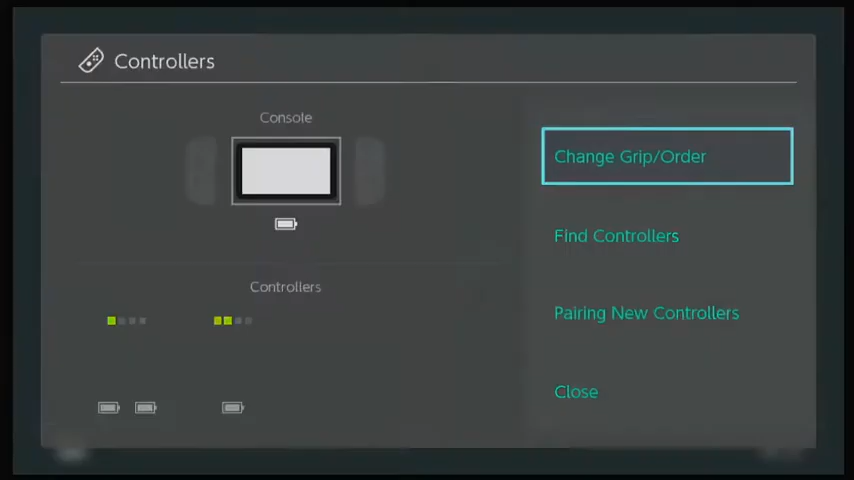 Controllers
Console
Controllers
Change Grip/Order
Find Controllers
Pairing New Controllers
Close